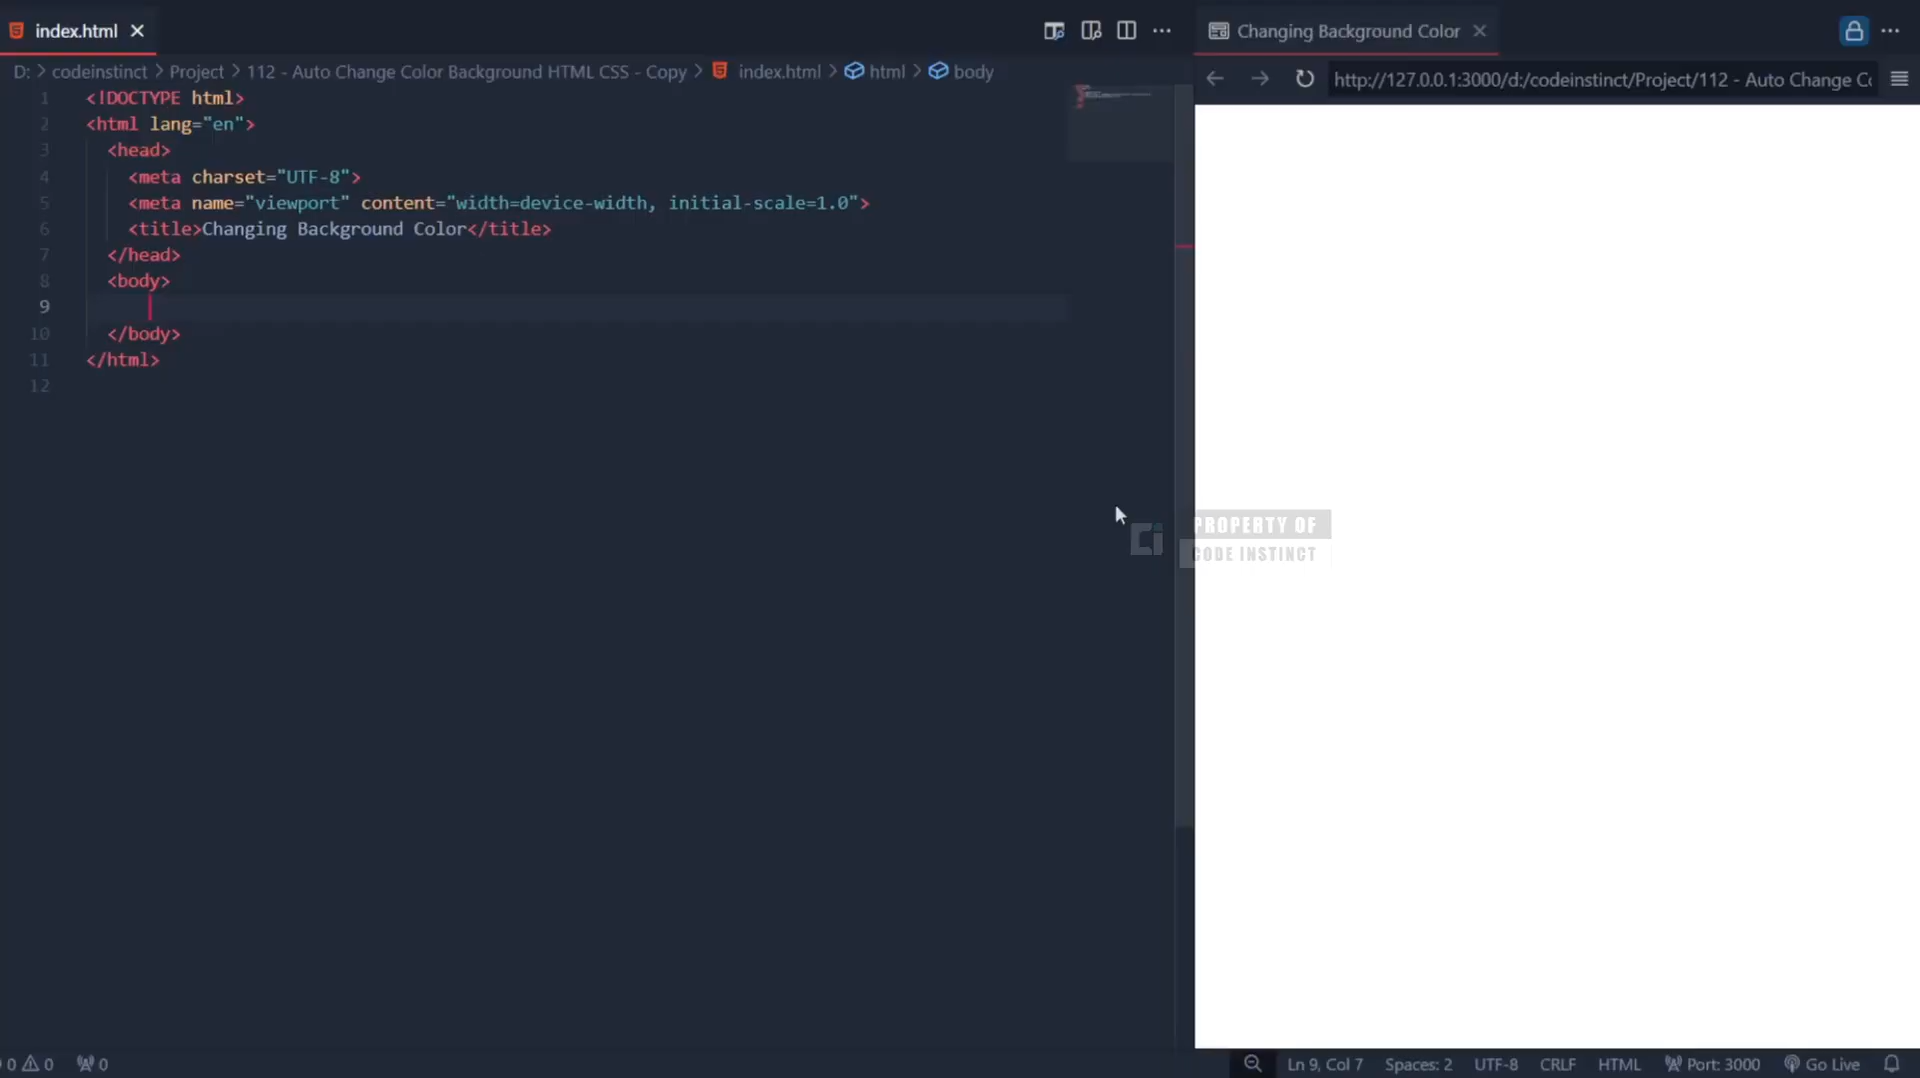 index.html
Changing Background Color
D: > codeinstinct > Project > 112 - Auto Change Color Background HTML CSS - Copy > index.html > html > body
http://127.0.0.1:3000/d:/codeinstinct/Project/112 - Auto Change Co
1 <!DOCTYPE html>
2 <html lang="en">
3 <head>
4 <meta charset="UTF-8">
5 <meta name="viewport" content="width=device-width, initial-scale=1.0">
6 <title>Changing Background Color</title>
7 </head>
8 <body>
9
10 </body>
11 </html>
12
Ci
PROPERTY OF
CODE INSTINCT
0 0 0 Ln 9, Col 7 Spaces: 2 UTF-8 CRLF HTML Port: 3000 Go Live